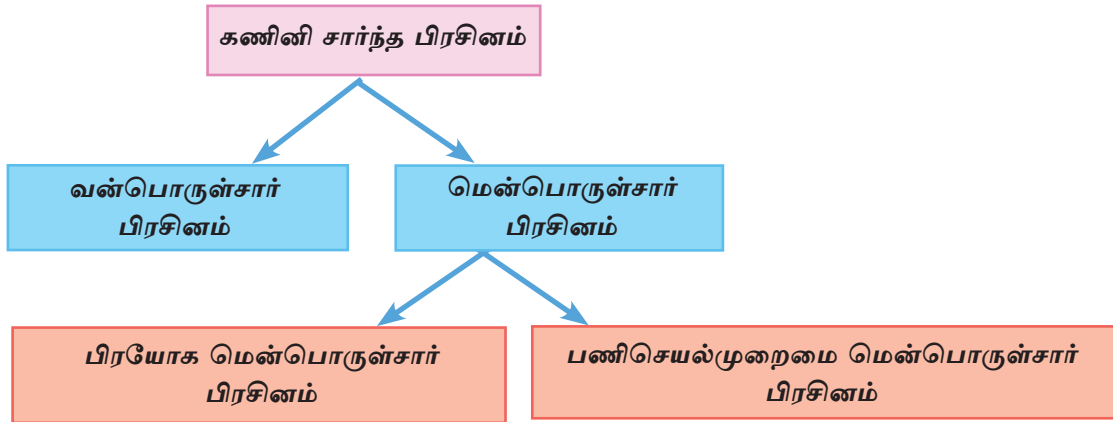 கணினி சார்ந்த பிரசினம்
வன்பொருள்சார்
பிரசினம்
மென்பொருள்சார்
பிரசினம்
பிரயோக மென்பொருள்சார்
பிரசினம்
பணிசெயல்முறைமை மென்பொருள்சார்
பிரசினம்